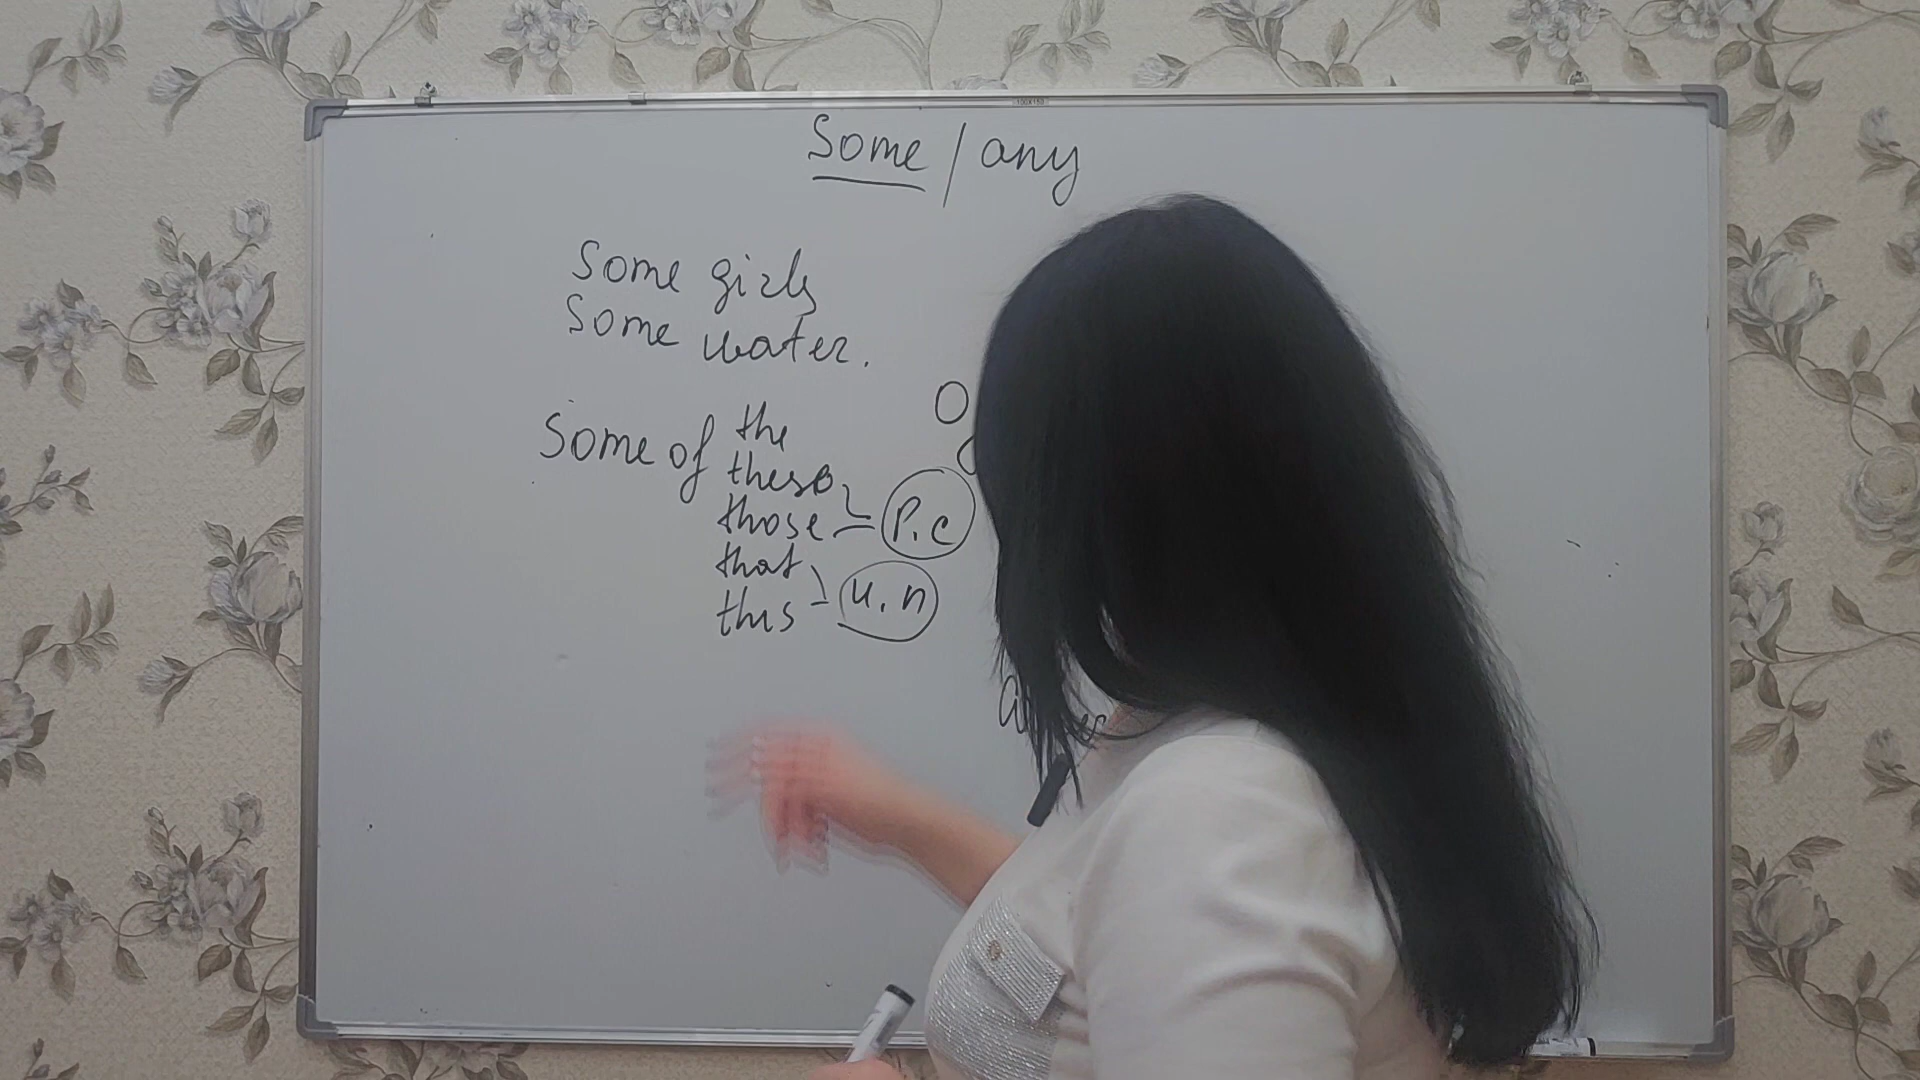 Some / any
Some girls
Some water.
Some of the
these
those
P.c
that
this
u.n